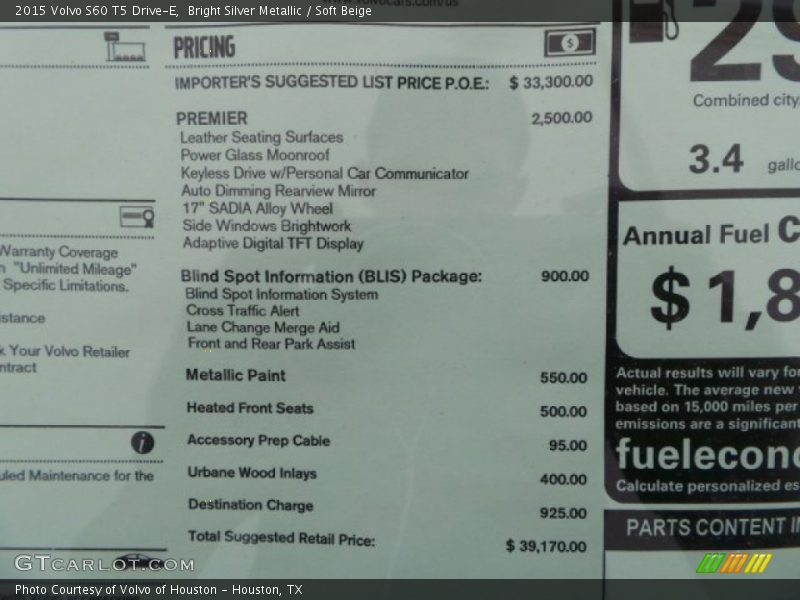 2015 Volvo S60 T5 Drive-E, Bright Silver Metallic / Soft Beige
PRICING
IMPORTER'S SUGGESTED LIST PRICE P.O.E.: $ 33,300.00
PREMIER 2,500.00
Leather Seating Surfaces
Power Glass Moonroof
Keyless Drive w/Personal Car Communicator
Auto Dimming Rearview Mirror
17" SADIA Alloy Wheel
Side Windows Brightwork
Adaptive Digital TFT Display
Blind Spot Information (BLIS) Package: 900.00
Blind Spot Information System
Cross Traffic Alert
Lane Change Merge Aid
Front and Rear Park Assist
Metallic Paint 550.00
Heated Front Seats 500.00
Accessory Prep Cable 95.00
Urbane Wood Inlays 400.00
Destination Charge 925.00
Total Suggested Retail Price: $ 39,170.00
Warranty Coverage
"Unlimited Mileage"
Specific Limitations.
istance
k Your Volvo Retailer
ntract
uled Maintenance for the
29
Combined city
3.4 gallo
Annual Fuel C
$1,8
Actual results will vary for
vehicle. The average new
based on 15,000 miles per
emissions are a significant
fuelecono
Calculate personalized es
PARTS CONTENT IN
GTCARLOT.COM
Photo Courtesy of Volvo of Houston - Houston, TX